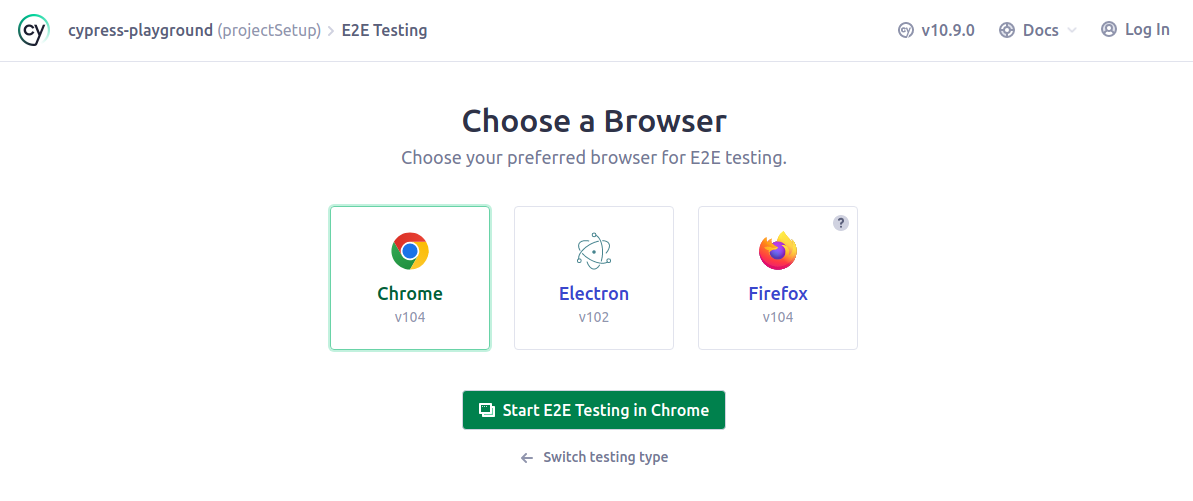 cy cypress-playground (projectSetup) > E2E Testing cy v10.9.0 Docs Log In
Choose a Browser
Choose your preferred browser for E2E testing.
?
Chrome Electron Firefox
v104 v102 v104
Start E2E Testing in Chrome
← Switch testing type